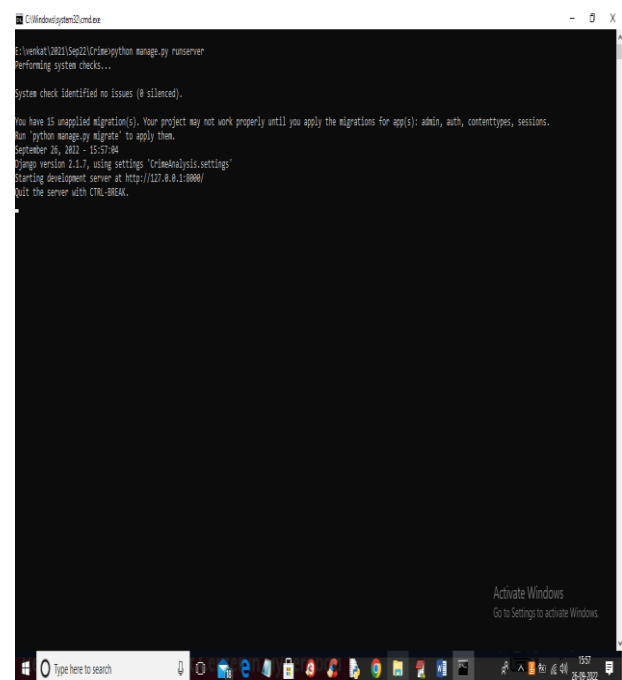 C:\Windows\system32\cmd.exe
E:\venkat\2021\Sep22\Crime>python manage.py runserver
Performing system checks...
System check identified no issues (0 silenced).
You have 15 unapplied migration(s). Your project may not work properly until you apply the migrations for app(s): admin, auth, contenttypes, sessions.
Run 'python manage.py migrate' to apply them.
September 26, 2022 - 15:57:04
Django version 2.1.7, using settings 'CrimeAnalysis.settings'
Starting development server at http://127.0.0.1:8000/
Quit the server with CTRL-BREAK.
Activate Windows
Go to Settings to activate Windows.
Type here to search
18
15:57
26-09-2022